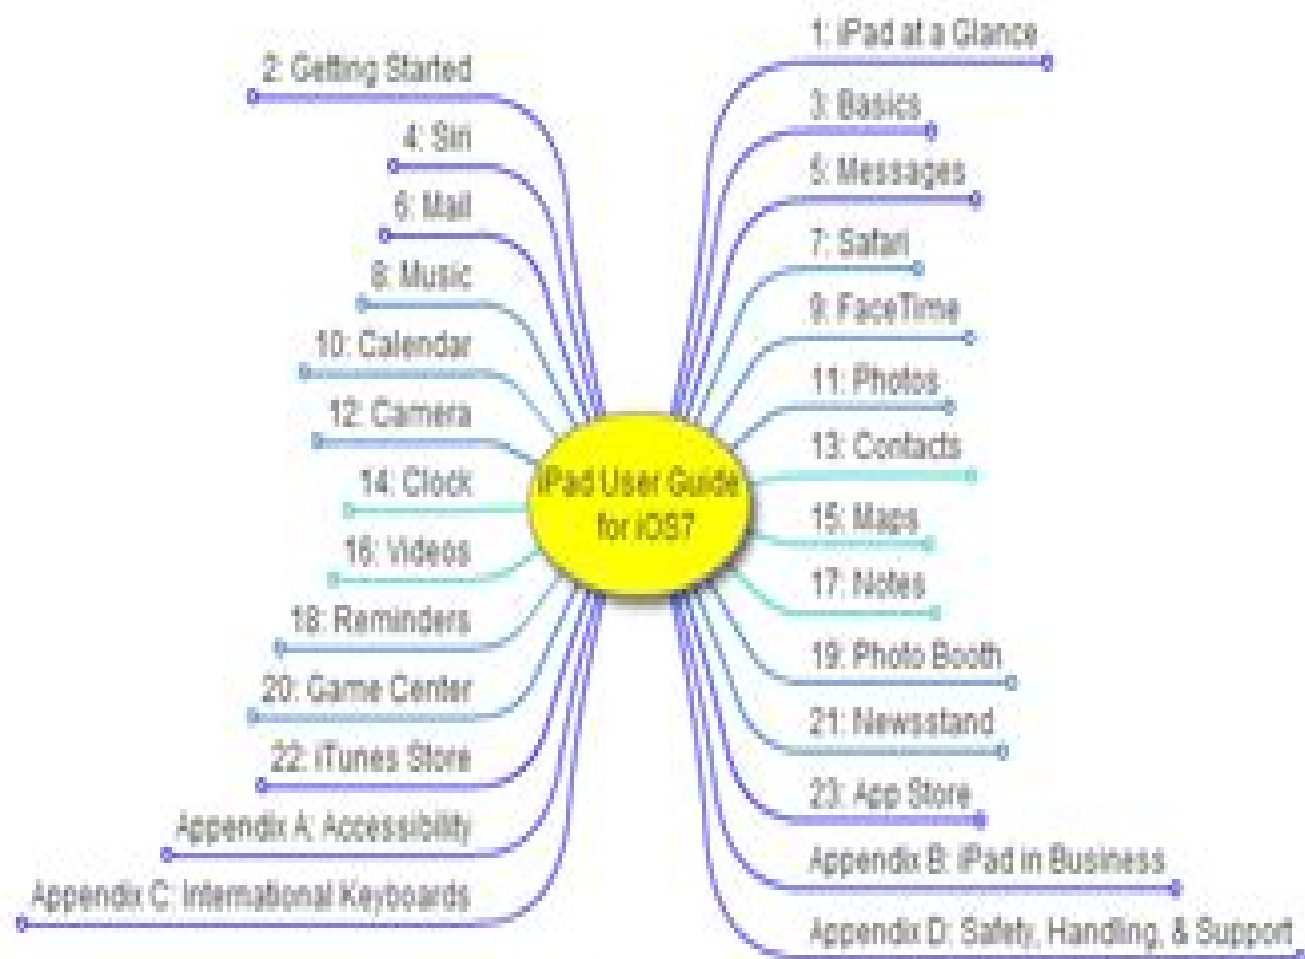 1: iPad at a Glance
2: Getting Started
3: Basics
4: Siri
5: Messages
6: Mail
7: Safari
8: Music
9: FaceTime
10: Calendar
11: Photos
12: Camera
13: Contacts
iPad User Guide
for iOS7
14: Clock
15: Maps
16: Videos
17: Notes
18: Reminders
19: Photo Booth
20: Game Center
21: Newsstand
22: iTunes Store
23: App Store
Appendix A: Accessibility
Appendix B: iPad in Business
Appendix C: International Keyboards
Appendix D: Safety, Handling, & Support